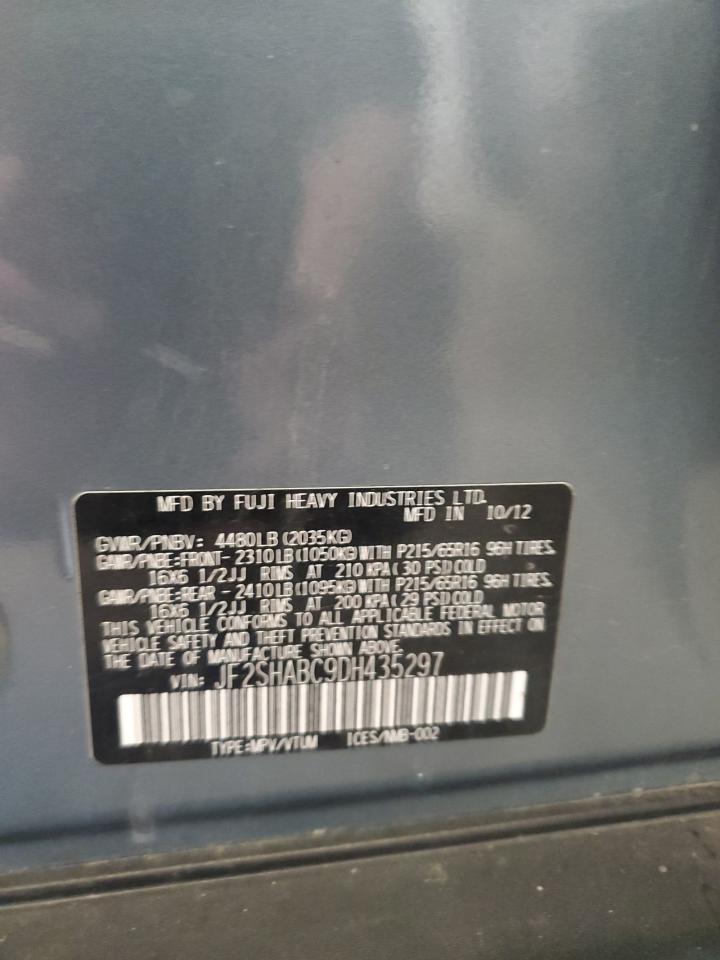 MFD BY FUJI HEAVY INDUSTRIES LTD.
MFD IN 10/12
GVWR/PNBV: 4480LB (2035KG)
GAWR/PNBE:FRONT-2310LB(1050KG)WITH P215/65R16 96H TIRES.
16X6 1/2JJ RIMS AT 210 KPA( 30 PSI)COLD
GAWR/PNBE:REAR -2410LB(1095KG)WITH P215/65R16 96H TIRES.
16X6 1/2JJ RIMS AT 200 KPA( 29 PSI)COLD
THIS VEHICLE CONFORMS TO ALL APPLICABLE FEDERAL MOTOR
VEHICLE SAFETY AND THEFT PREVENTION STANDARDS IN EFFECT ON
THE DATE OF MANUFACTURE SHOWN ABOVE.
VIN: JF2SHABC9DH435297
TYPE:MPV/VTUM ICES/NMB-002